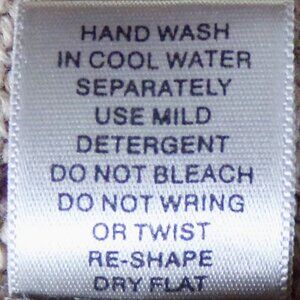 HAND WASH
IN COOL WATER
SEPARATELY
USE MILD
DETERGENT
DO NOT BLEACH
DO NOT WRING
OR TWIST
RE-SHAPE
DRY FLAT